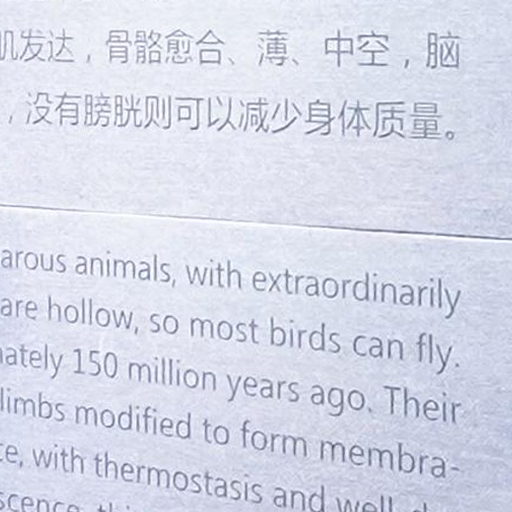 肌发达，骨骼愈合、薄、中空，脑
，没有膀胱则可以减少身体质量。
arous animals, with extraordinarily
are hollow, so most birds can fly.
ately 150 million years ago. Their
limbs modified to form membra-
ce, with thermostasis and well
scence